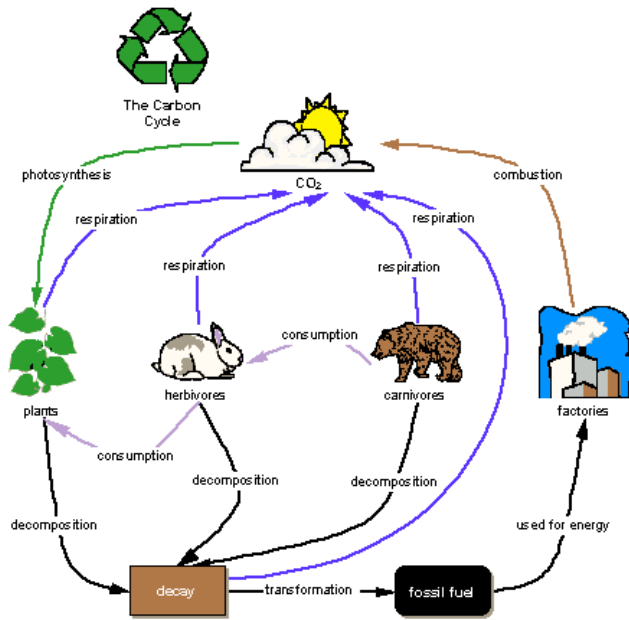 The Carbon
Cycle
photosynthesis
CO₂
combustion
respiration
respiration
respiration
respiration
consumption
plants
herbivores
carnivores
factories
consumption
decomposition
decomposition
decomposition
used for energy
decay
transformation
fossil fuel